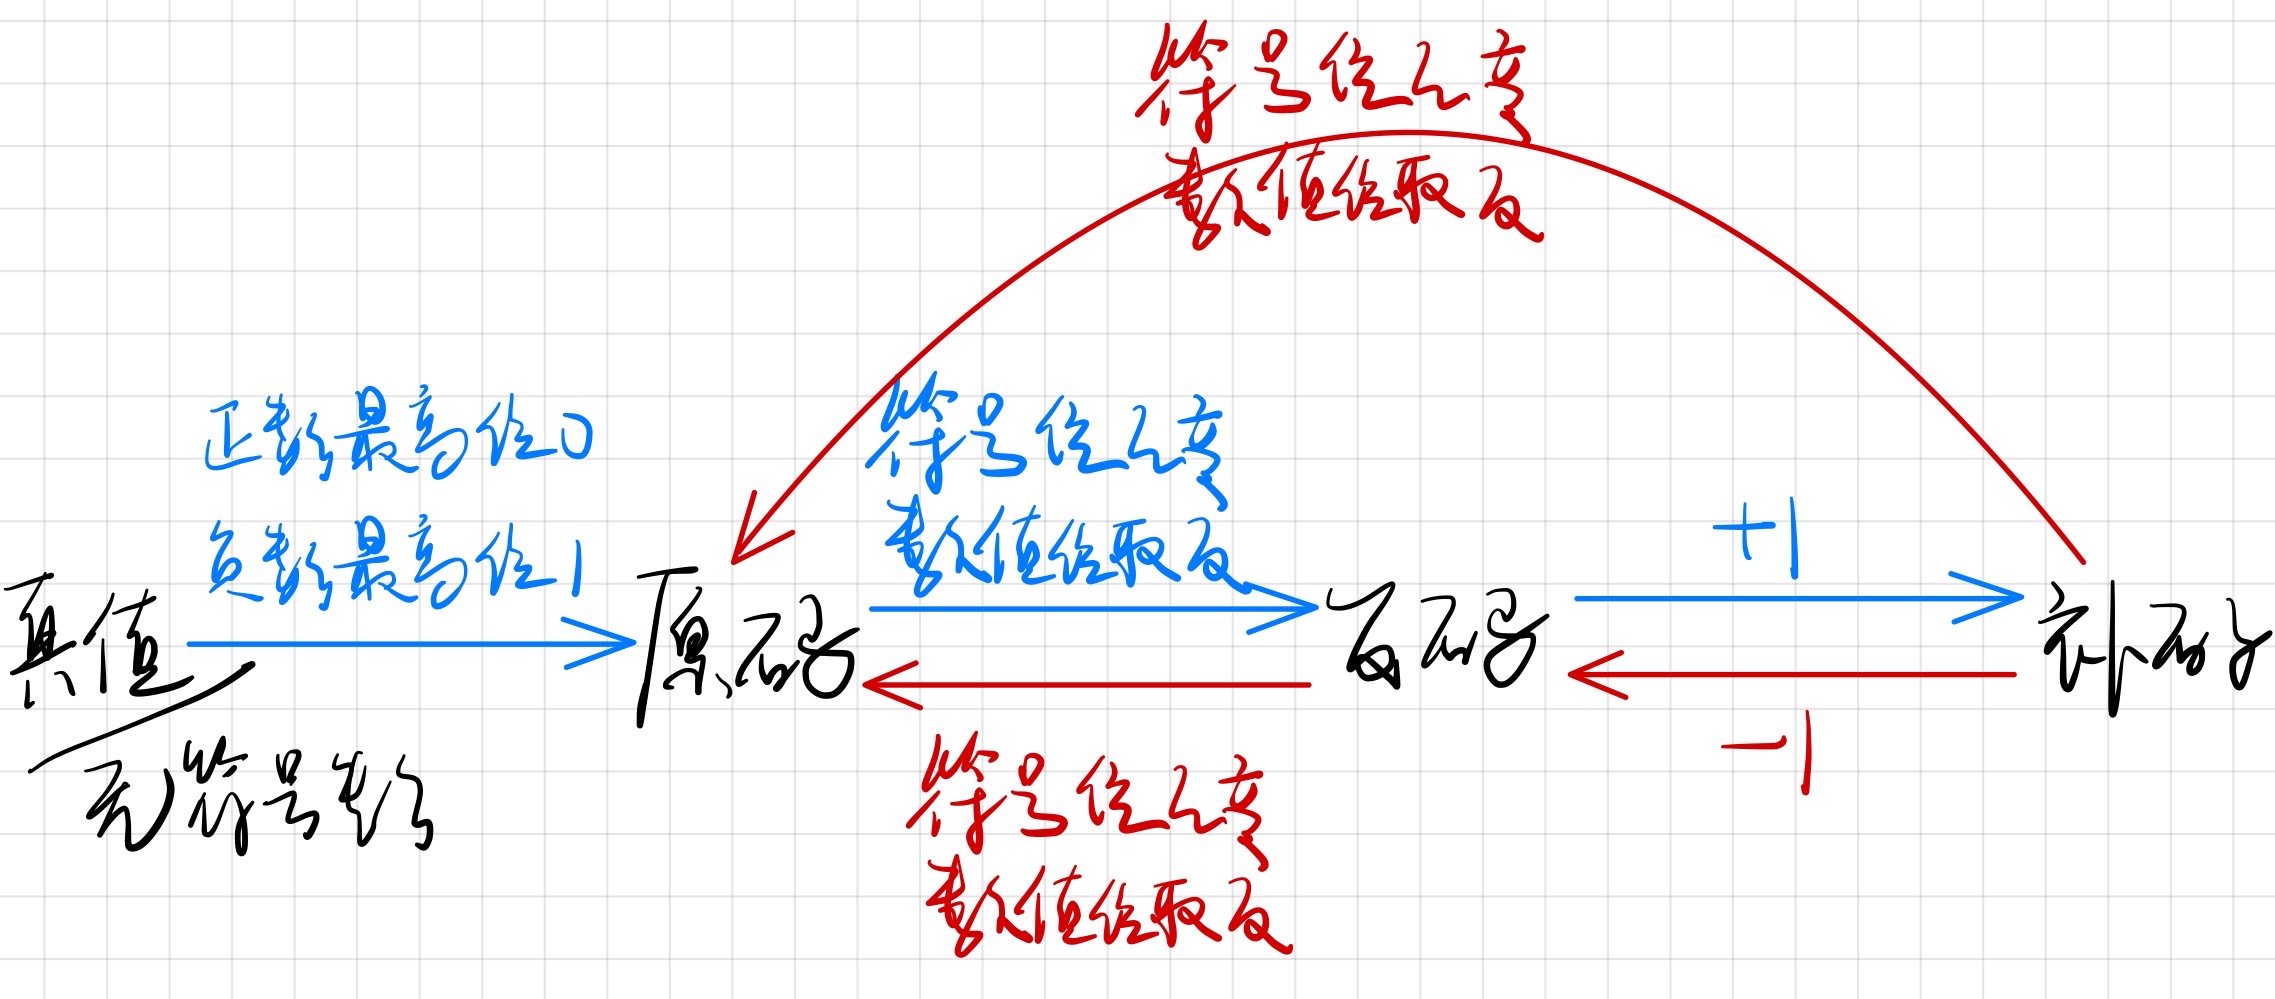 符号位不变
数值位取反
正数最高位0
负数最高位1
符号位不变
数值位取反
+1
真值
原码
反码
补码
-1
无符号数
符号位不变
数值位取反